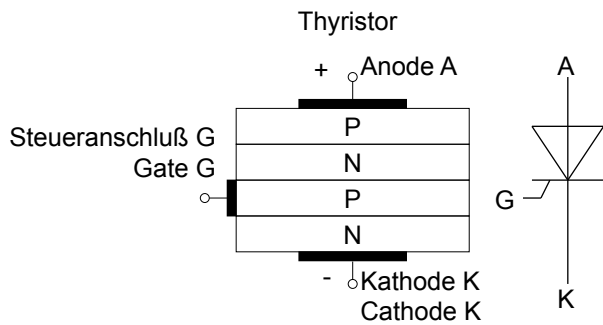 Thyristor
+
Anode A
Steueranschluß G
Gate G
P
N
P
N
-
Kathode K
Cathode K
A
G
K